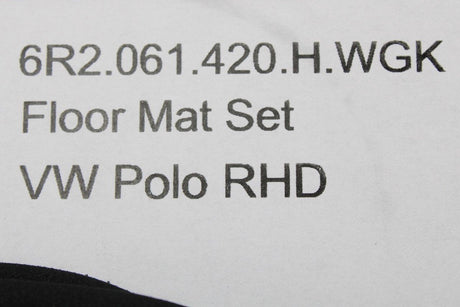 6R2.061.420.H.WGK
Floor Mat Set
VW Polo RHD